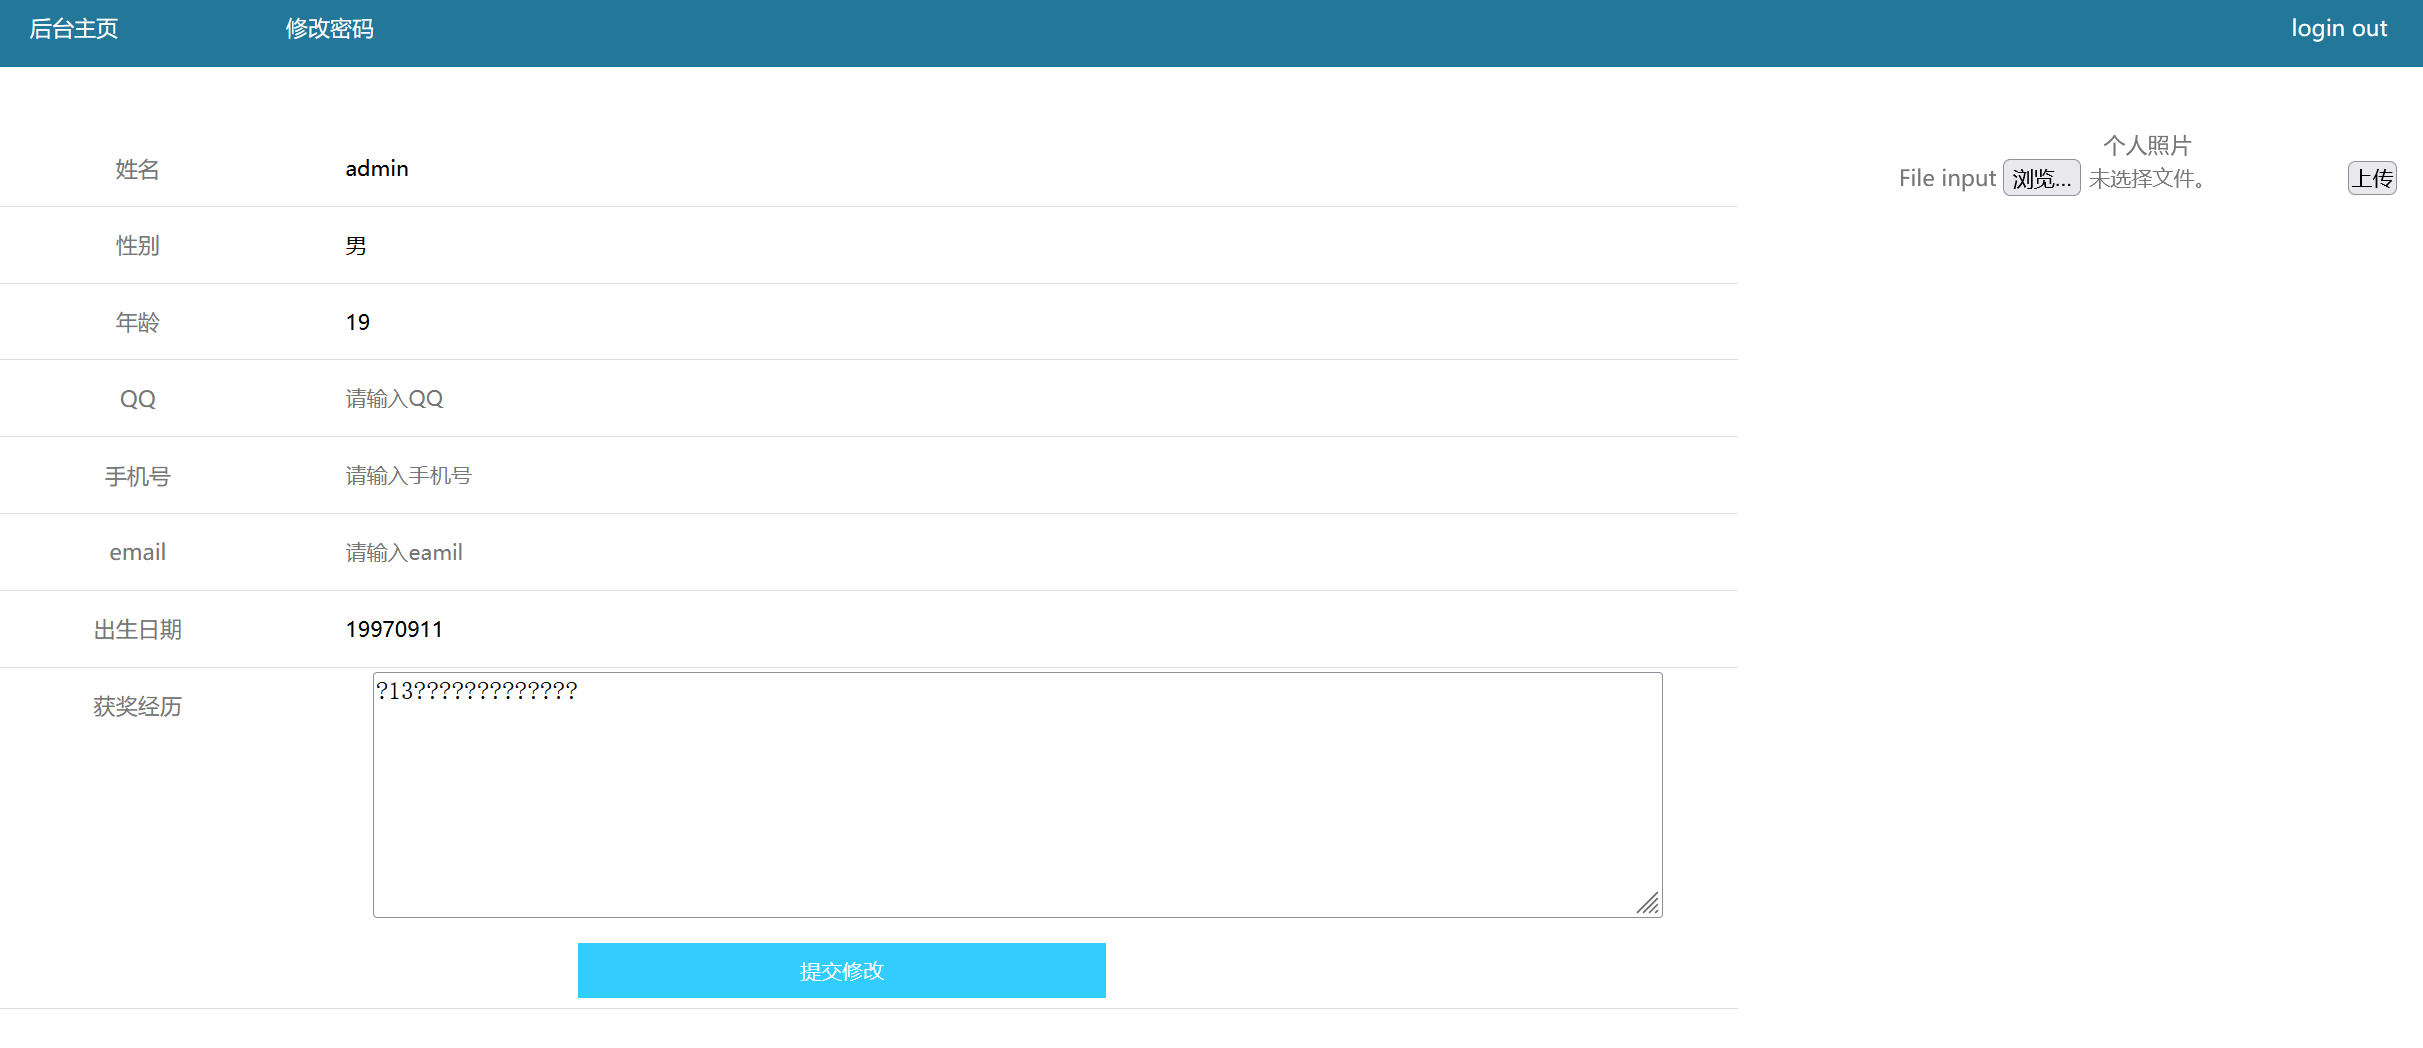 后台主页 修改密码 login out
个人照片
File input 浏览... 未选择文件。 上传
姓名 admin
性别 男
年龄 19
QQ 请输入QQ
手机号 请输入手机号
email 请输入eamil
出生日期 19970911
获奖经历 ?13?????????????
提交修改